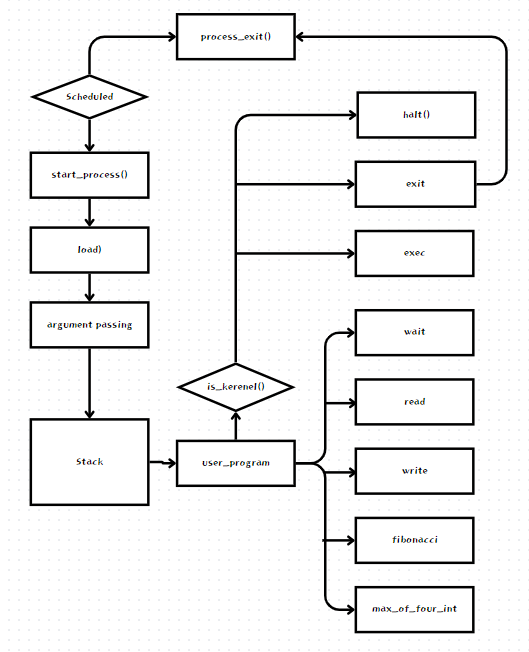 process_exit()
Scheduled
halt()
start_process()
exit
load)
exec
argument passing
wait
is_kerenel()
read
Stack
user_program
write
fibonacci
max_of_four_int